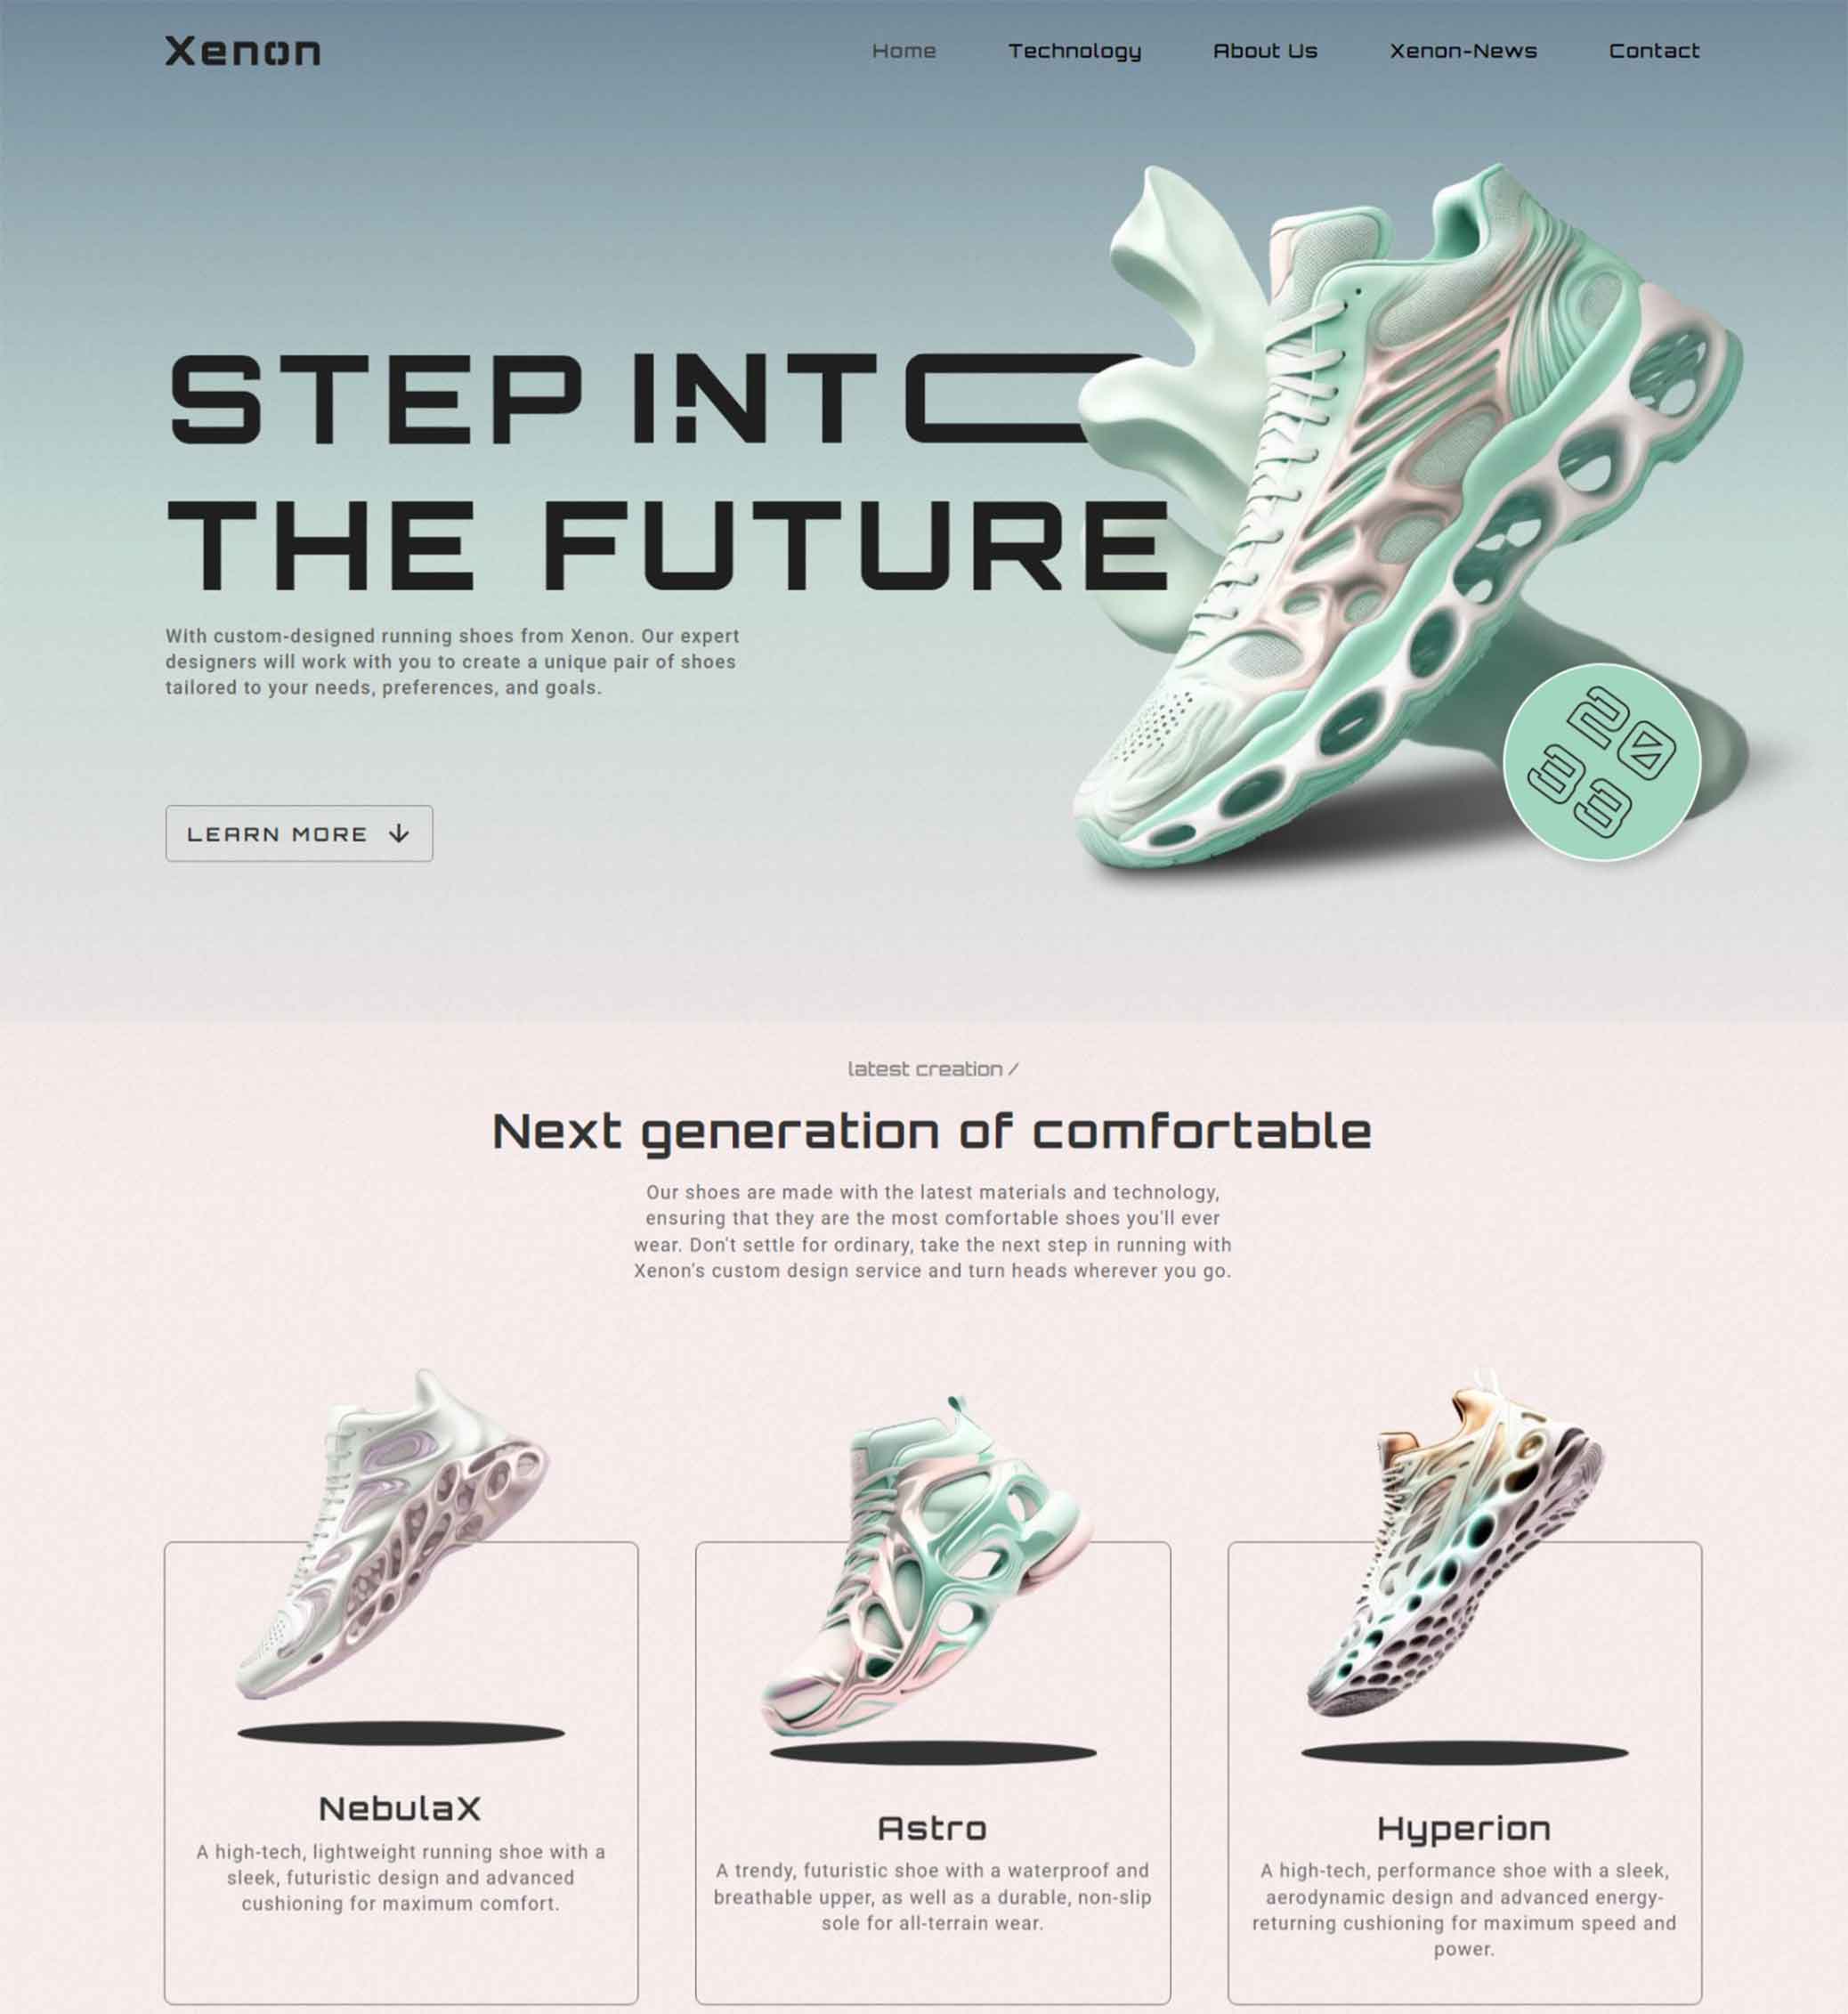 Xenon
Home Technology About Us Xenon-News Contact
STEP INTO
THE FUTURE
With custom-designed running shoes from Xenon. Our expert
designers will work with you to create a unique pair of shoes
tailored to your needs, preferences, and goals.
LEARN MORE
20
33
latest creation /
Next generation of comfortable
Our shoes are made with the latest materials and technology,
ensuring that they are the most comfortable shoes you'll ever
wear. Don't settle for ordinary, take the next step in running with
Xenon's custom design service and turn heads wherever you go.
NebulaX
A high-tech, lightweight running shoe with a
sleek, futuristic design and advanced
cushioning for maximum comfort.
Astro
A trendy, futuristic shoe with a waterproof and
breathable upper, as well as a durable, non-slip
sole for all-terrain wear.
Hyperion
A high-tech, performance shoe with a sleek,
aerodynamic design and advanced energy-
returning cushioning for maximum speed and
power.